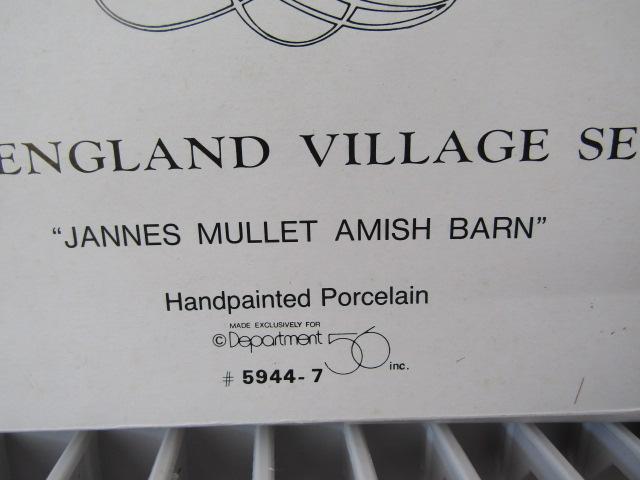 ENGLAND VILLAGE SE
"JANNES MULLET AMISH BARN"
Handpainted Porcelain
MADE EXCLUSIVELY FOR
© Department 56 inc.
# 5944-7